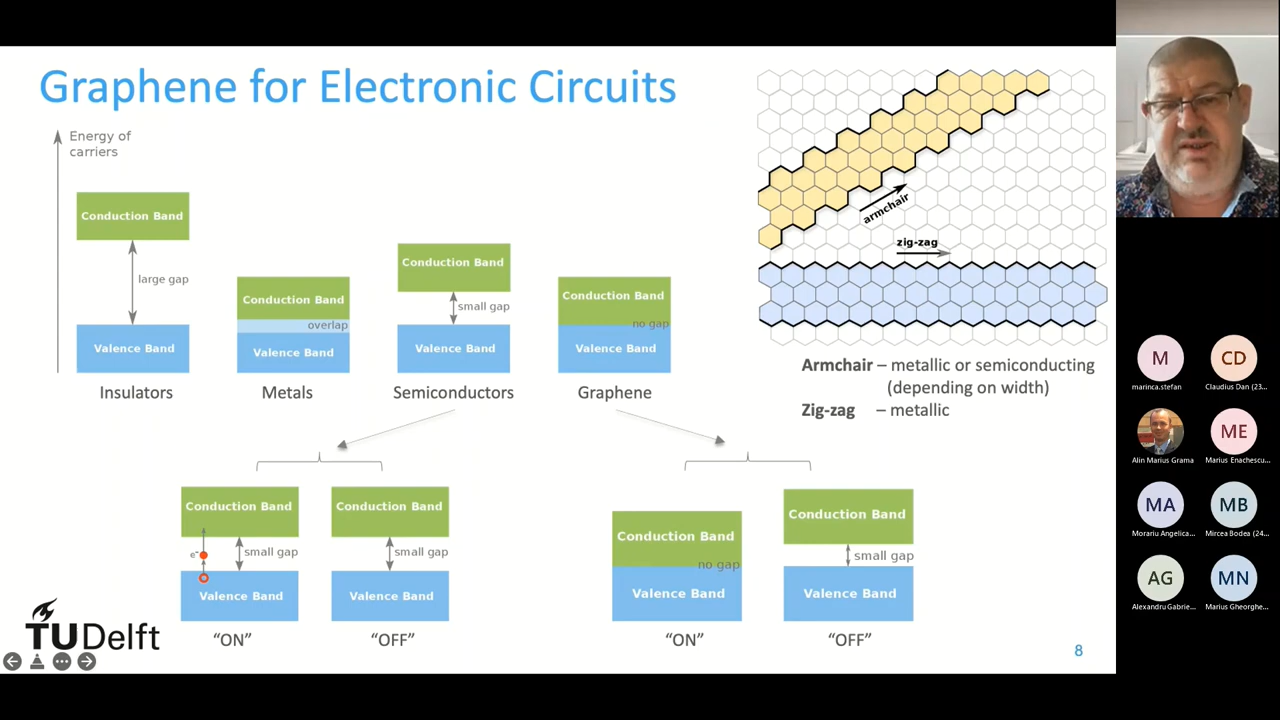 Graphene for Electronic Circuits
Energy of
carriers
Conduction Band
large gap
Valence Band
Insulators
Conduction Band
overlap
Valence Band
Metals
Conduction Band
small gap
Valence Band
Semiconductors
Conduction Band
no gap
Valence Band
Graphene
armchair
zig-zag
Armchair – metallic or semiconducting
(depending on width)
Zig-zag – metallic
Conduction Band
e⁻
small gap
Valence Band
“ON”
Conduction Band
small gap
Valence Band
“OFF”
Conduction Band
no gap
Valence Band
“ON”
Conduction Band
small gap
Valence Band
“OFF”
TUDelft
8
M
marinca.stefan
CD
Claudius Dan (23...
Alin Marius Grama
ME
Marius Enachescu...
MA
Morariu Angelica...
MB
Mircea Bodea (24...
AG
Alexandru Gabrie...
MN
Marius Gheorghe...